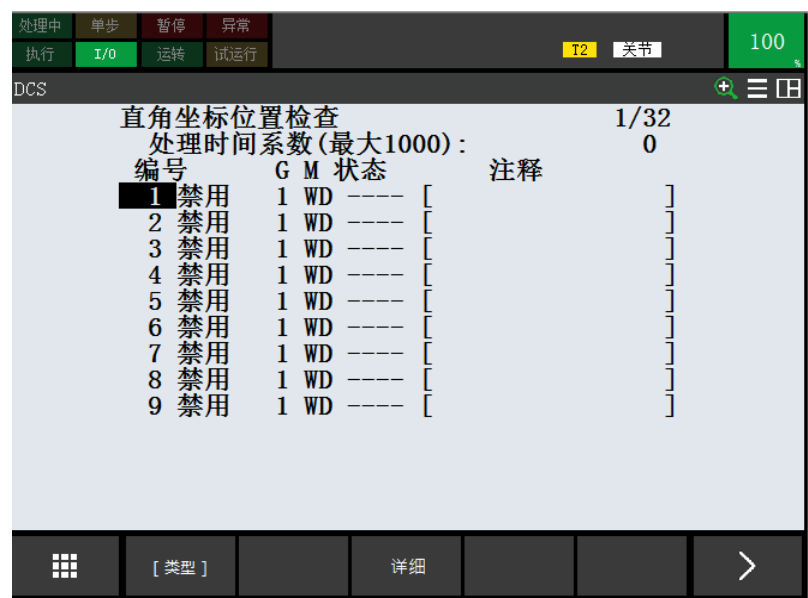 处理中 单步 暂停 异常
执行 I/O 运转 试运行 T2 关节 100 %
DCS
直角坐标位置检查 1/32
处理时间系数(最大1000): 0
编号 G M 状态 注释
1 禁用 1 WD ---- [ ]
2 禁用 1 WD ---- [ ]
3 禁用 1 WD ---- [ ]
4 禁用 1 WD ---- [ ]
5 禁用 1 WD ---- [ ]
6 禁用 1 WD ---- [ ]
7 禁用 1 WD ---- [ ]
8 禁用 1 WD ---- [ ]
9 禁用 1 WD ---- [ ]
[ 类型 ] 详细